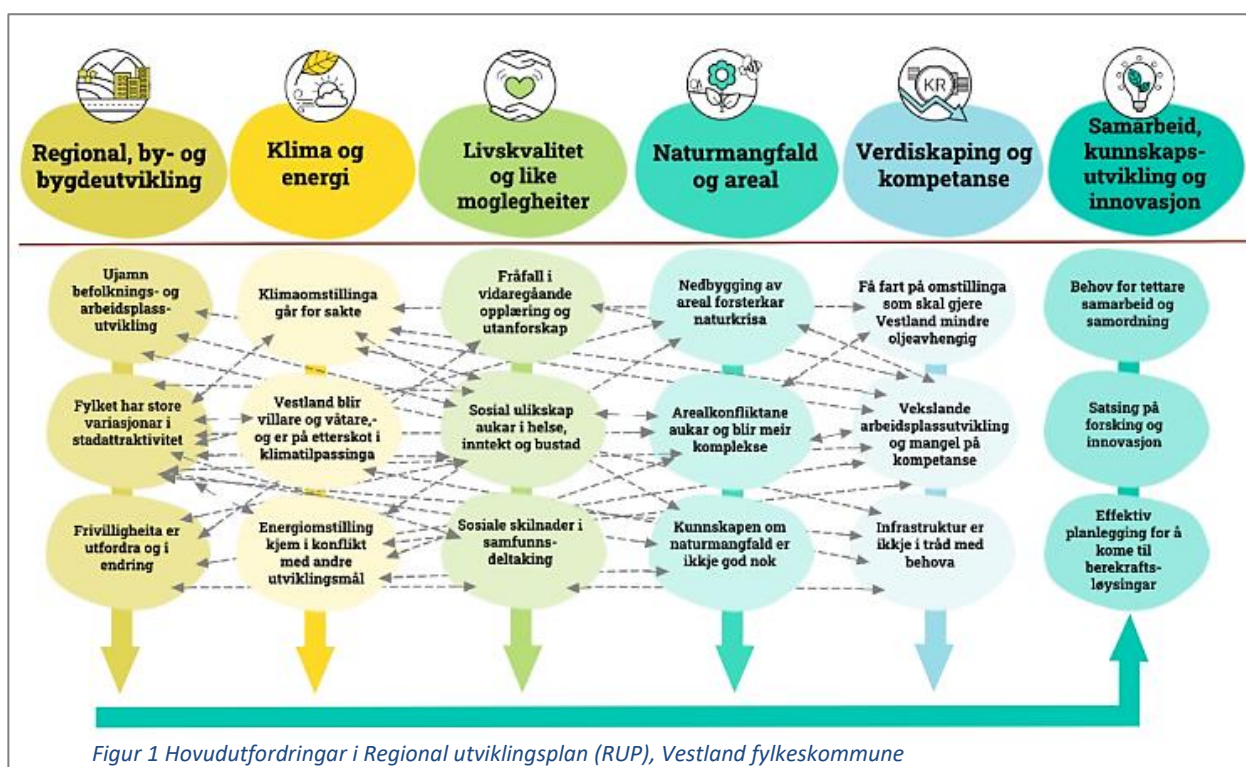 Regional, by- og
bygdeutvikling
Klima og
energi
Livskvalitet
og like
moglegheiter
Naturmangfald
og areal
KR
Verdiskaping og
kompetanse
Samarbeid,
kunnskaps-
utvikling og
innovasjon
Ujamn
befolknings- og
arbeidsplass-
utvikling
Klimaomstillinga
går for sakte
Fråfall i
vidaregåande
opplæring og
utanforskap
Nedbygging av
areal forsterkar
naturkrisa
Få fart på omstillinga
som skal gjere
Vestland mindre
oljeavhengig
Behov for tettare
samarbeid og
samordning
Fylket har store
variasjonar i
stadattraktivitet
Vestland blir
villare og våtare,-
og er på etterskot i
klimatilpassinga
Sosial ulikskap
aukar i helse,
inntekt og bustad
Arealkonfliktane
aukar og blir meir
komplekse
Vekslande
arbeidsplassutvikling
og mangel på
kompetanse
Satsing på
forsking og
innovasjon
Frivilligheita er
utfordra og i
endring
Energiomstilling
kjem i konflikt
med andre
utviklingsmål
Sosiale skilnader i
samfunns-
deltaking
Kunnskapen om
naturmangfald er
ikkje god nok
Infrastruktur er
ikkje i tråd med
behova
Effektiv
planlegging for å
kome til
berekrafts-
løysingar
Figur 1 Hovudutfordringar i Regional utviklingsplan (RUP), Vestland fylkeskommune